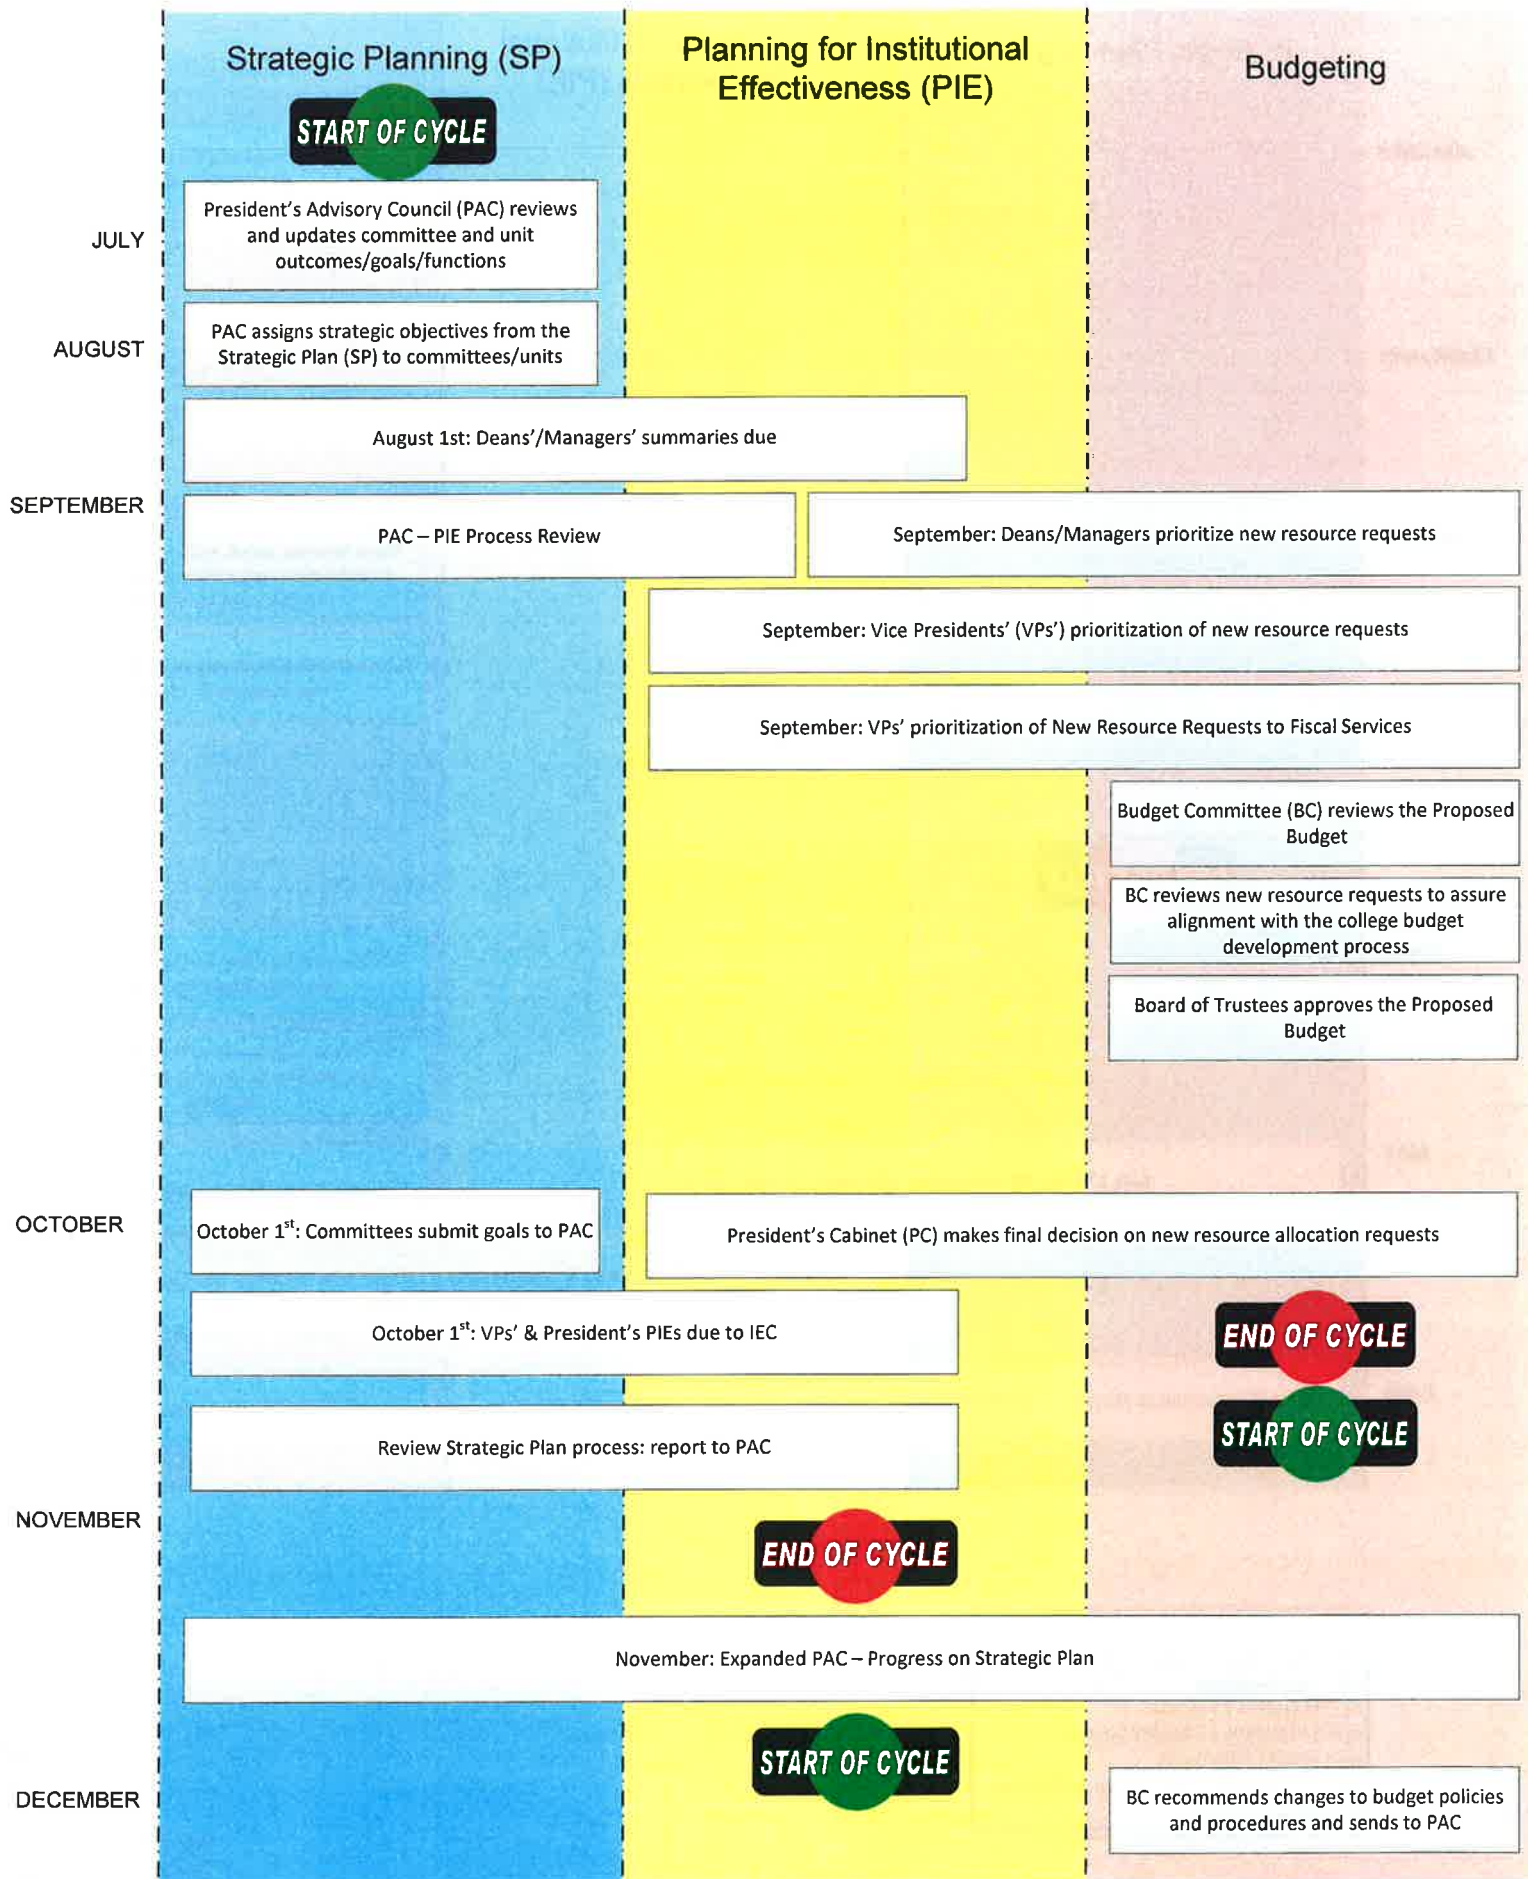 Strategic Planning (SP)
Planning for Institutional
Effectiveness (PIE)
Budgeting
START OF CYCLE
JULY
President's Advisory Council (PAC) reviews
and updates committee and unit
outcomes/goals/functions
AUGUST
PAC assigns strategic objectives from the
Strategic Plan (SP) to committees/units
August 1st: Deans'/Managers' summaries due
SEPTEMBER
PAC – PIE Process Review
September: Deans/Managers prioritize new resource requests
September: Vice Presidents' (VPs') prioritization of new resource requests
September: VPs' prioritization of New Resource Requests to Fiscal Services
Budget Committee (BC) reviews the Proposed
Budget
BC reviews new resource requests to assure
alignment with the college budget
development process
Board of Trustees approves the Proposed
Budget
OCTOBER
October 1st: Committees submit goals to PAC
President's Cabinet (PC) makes final decision on new resource allocation requests
October 1st: VPs' & President's PIEs due to IEC
END OF CYCLE
START OF CYCLE
Review Strategic Plan process: report to PAC
NOVEMBER
END OF CYCLE
November: Expanded PAC – Progress on Strategic Plan
START OF CYCLE
DECEMBER
BC recommends changes to budget policies
and procedures and sends to PAC